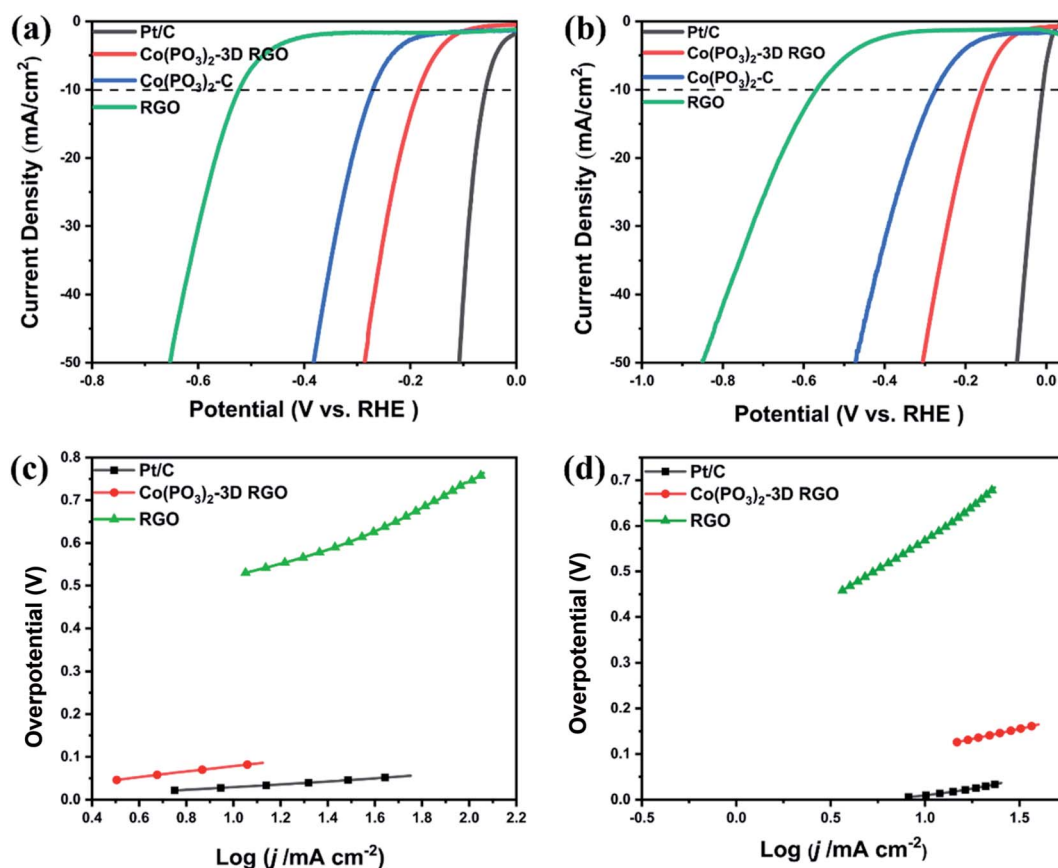 (a)
Pt/C
Co(PO3)2-3D RGO
Co(PO3)2-C
RGO
Current Density (mA/cm2)
0
-10
-20
-30
-40
-50
-0.8
-0.6
-0.4
-0.2
0.0
Potential (V vs. RHE )
(b)
Pt/C
Co(PO3)2-3D RGO
Co(PO3)2-C
RGO
Current Density (mA/cm2)
0
-10
-20
-30
-40
-50
-1.0
-0.8
-0.6
-0.4
-0.2
0.0
Potential (V vs. RHE )
(c)
Pt/C
Co(PO3)2-3D RGO
RGO
Overpotential (V)
0.8
0.7
0.6
0.5
0.4
0.3
0.2
0.1
0.0
0.4
0.6
0.8
1.0
1.2
1.4
1.6
1.8
2.0
2.2
Log (j /mA cm-2)
(d)
Pt/C
Co(PO3)2-3D RGO
RGO
Overpotential (V)
0.7
0.6
0.5
0.4
0.3
0.2
0.1
0.0
-0.5
0.0
0.5
1.0
1.5
Log (j /mA cm-2)